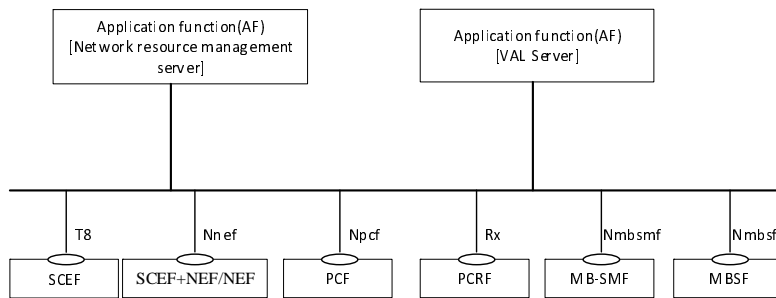 Application function(AF)
[Network resource management
server]
Application function(AF)
[VAL Server]
T8
Nnef
Npcf
Rx
Nmbsmf
Nmbsf
SCEF
SCEF+NEF/NEF
PCF
PCRF
MB-SMF
MBSF